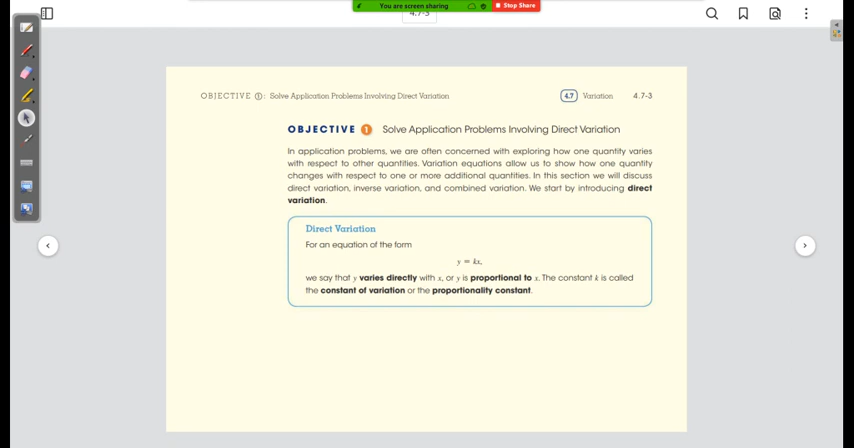 You are screen sharing
Stop Share
4.7-3
OBJECTIVE ①: Solve Application Problems Involving Direct Variation
4.7 Variation 4.7-3
OBJECTIVE 1 Solve Application Problems Involving Direct Variation
In application problems, we are often concerned with exploring how one quantity varies
with respect to other quantities. Variation equations allow us to show how one quantity
changes with respect to one or more additional quantities. In this section we will discuss
direct variation, inverse variation, and combined variation. We start by introducing direct
variation.
Direct Variation
For an equation of the form
y = kx,
we say that y varies directly with x, or y is proportional to x. The constant k is called
the constant of variation or the proportionality constant.